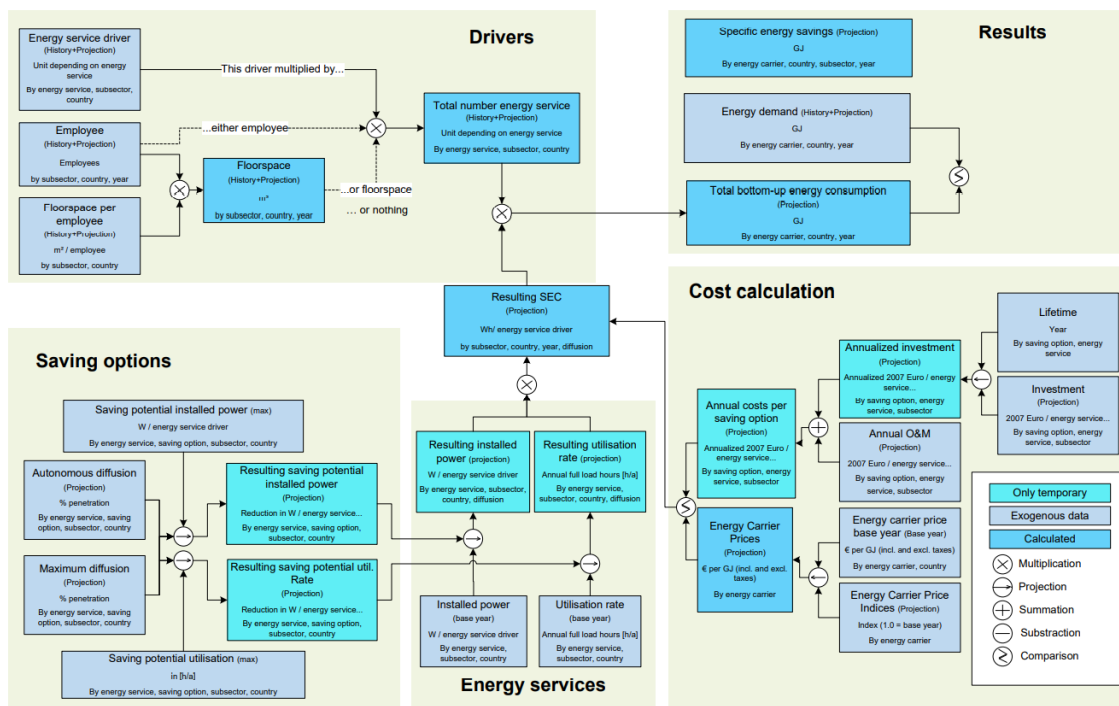 Drivers
Energy service driver
(History+Projection)
Unit depending on energy
service
By energy service, subsector,
country
This driver multiplied by...
Employee
(History+Projection)
Employees
by subsector, country, year
...either employee
Floorspace
(History+Projection)
m²
by subsector, country, year
...or floorspace
... or nothing
Floorspace per
employee
(History+Projection)
m² / employee
by subsector, country
Total number energy service
(History+Projection)
Unit depending on energy service
By energy service, subsector, country
Results
Specific energy savings (Projection)
GJ
By energy carrier, country, subsector, year
Energy demand (History+Projection)
GJ
By energy carrier, country, year
Total bottom-up energy consumption
(Projection)
GJ
By energy carrier, country, year
Resulting SEC
(Projection)
Wh/ energy service driver
by subsector, country, year, diffusion
Saving options
Saving potential installed power (max)
W / energy service driver
By energy service, saving option, subsector, country
Autonomous diffusion
(Projection)
% penetration
By energy service, saving
option, subsector, country
Maximum diffusion
(Projection)
% penetration
By energy service, saving
option, subsector, country
Saving potential utilisation (max)
in [h/a]
By energy service, saving option, subsector, country
Resulting saving potential
installed power
(Projection)
Reduction in W / energy service...
By energy service, saving option,
subsector, country
Resulting saving potential util.
Rate
(Projection)
Reduction in W / energy service...
By energy service, saving option,
subsector, country
Resulting installed
power (projection)
W / energy service driver
By energy service, subsector,
country, diffusion
Resulting utilisation
rate (projection)
Annual full load hours [h/a]
By energy service,
subsector, country, diffusion
Installed power
(base year)
W / energy service driver
By energy service,
subsector, country
Utilisation rate
(base year)
Annual full load hours [h/a]
By energy service,
subsector, country
Energy services
Cost calculation
Lifetime
Year
By saving option, energy
service
Investment
(Projection)
2007 Euro / energy service...
By saving option, energy
service, subsector
Annualized investment
(Projection)
Annualized 2007 Euro / energy
service...
By saving option, energy
service, subsector
Annual O&M
(Projection)
2007 Euro / energy service...
By saving option, energy
service, subsector
Annual costs per
saving option
(Projection)
Annualized 2007 Euro / energy
service...
By saving option, energy
service, subsector
Energy Carrier
Prices
(Projection)
€ per GJ (incl. and excl.
taxes)
By energy carrier
Energy carrier price
base year (Base year)
€ per GJ (incl. and excl. taxes)
By energy carrier, country
Energy Carrier Price
Indices (Projection)
Index (1.0 = base year)
By energy carrier
Only temporary
Exogenous data
Calculated
Multiplication
Projection
Summation
Substraction
Comparison